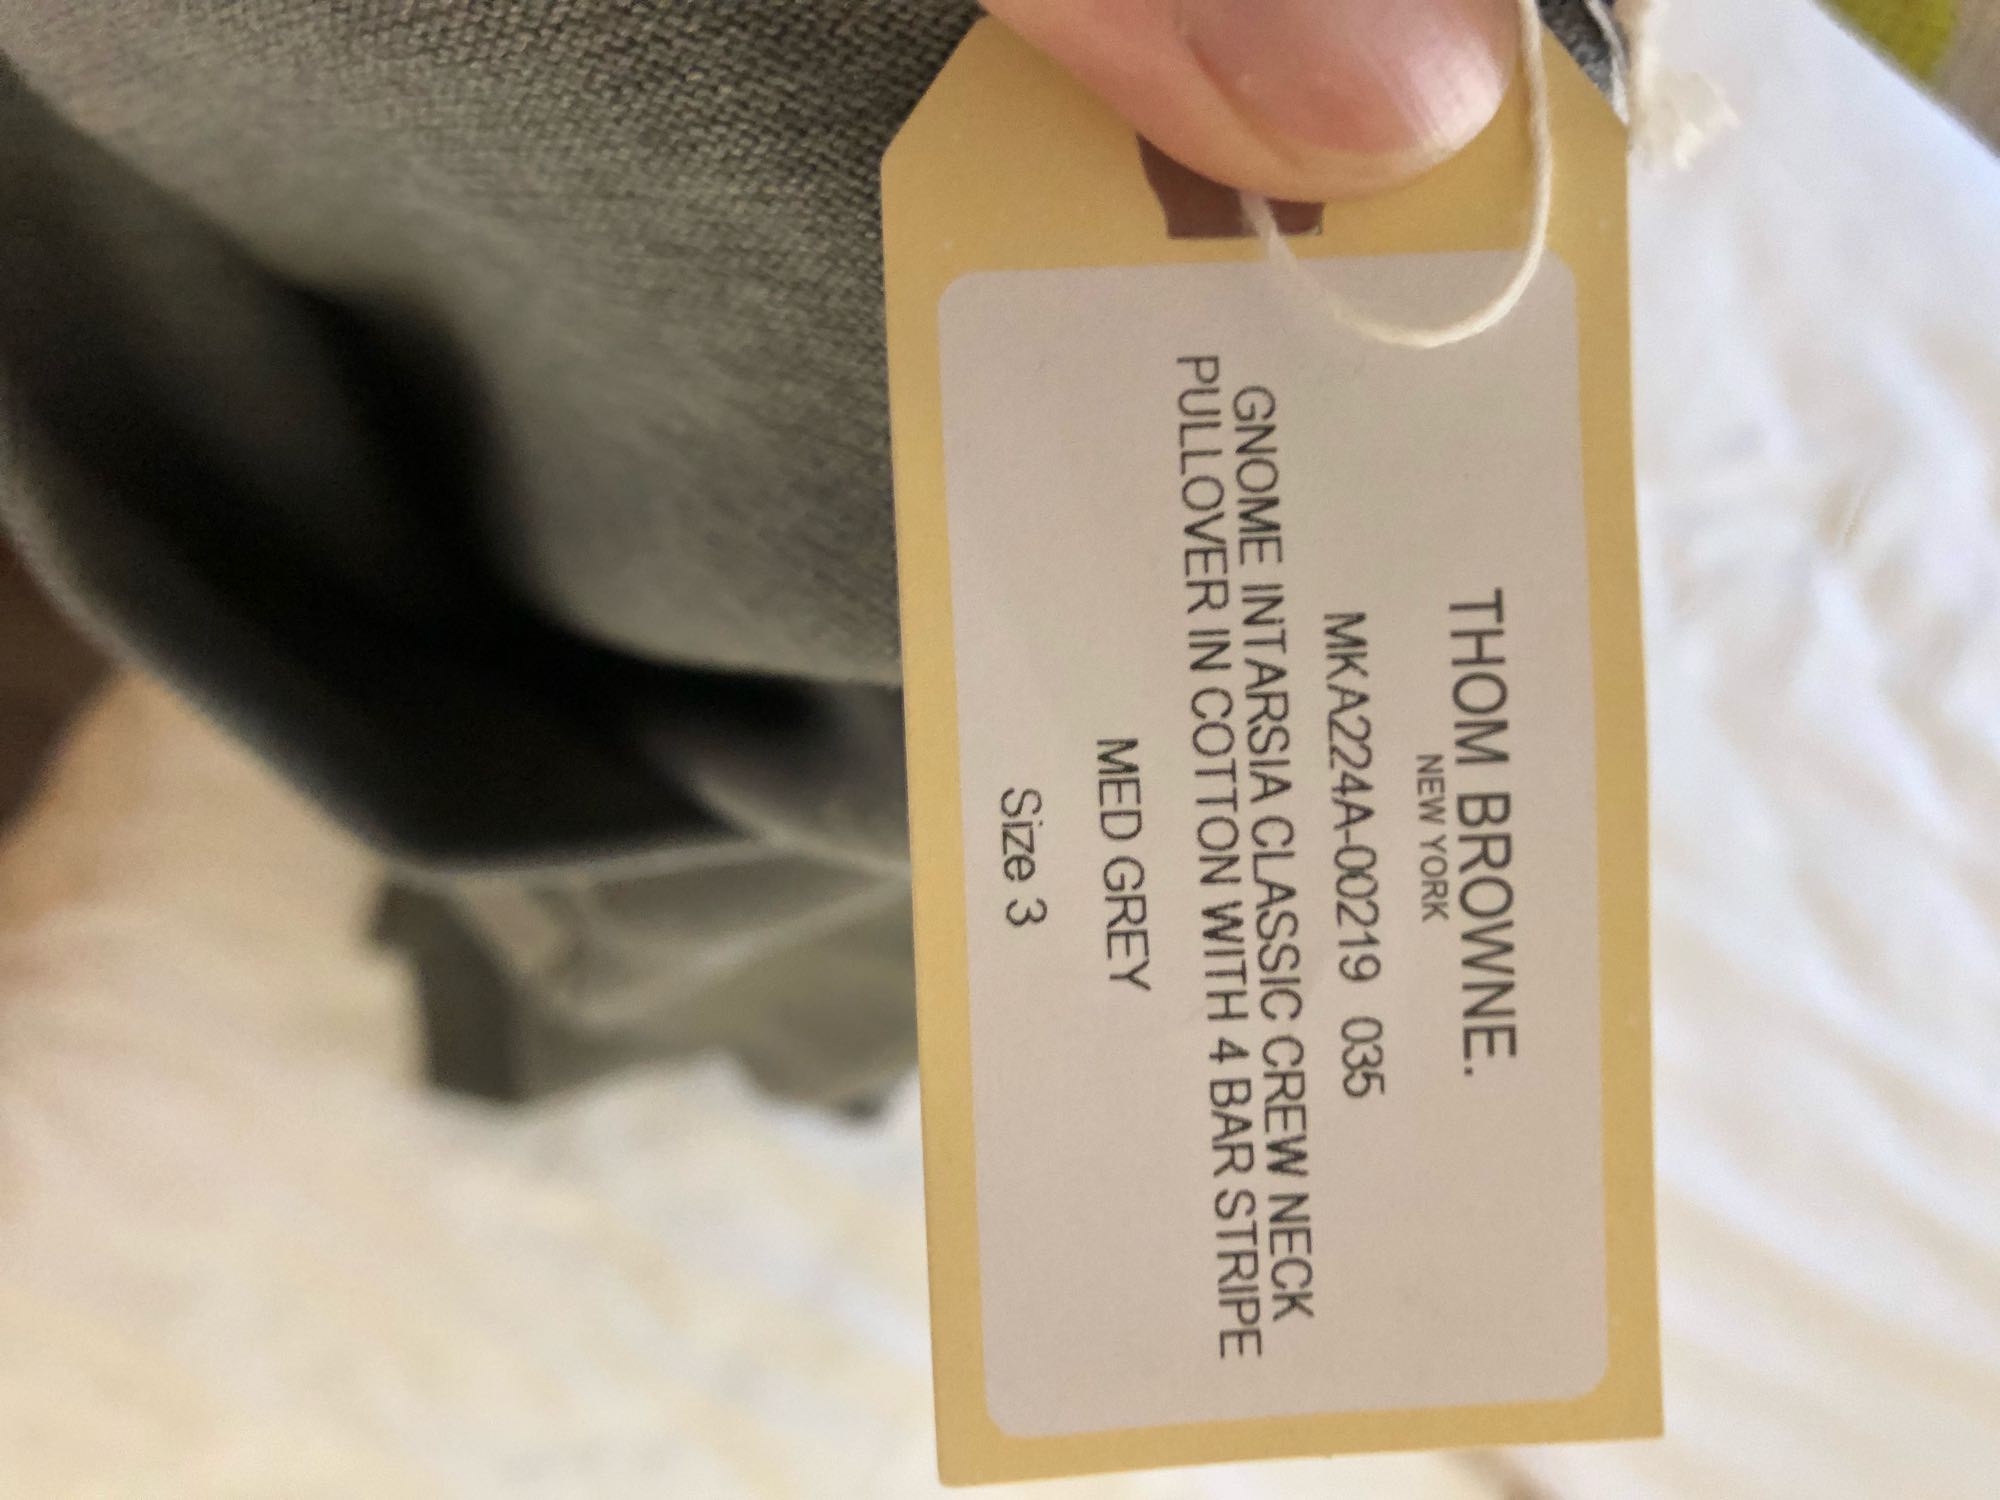 THOM BROWNE.
NEW YORK
MKA224A-00219 035
GNOME INTARSIA CLASSIC CREW NECK
PULLOVER IN COTTON WITH 4 BAR STRIPE
MED GREY
Size 3